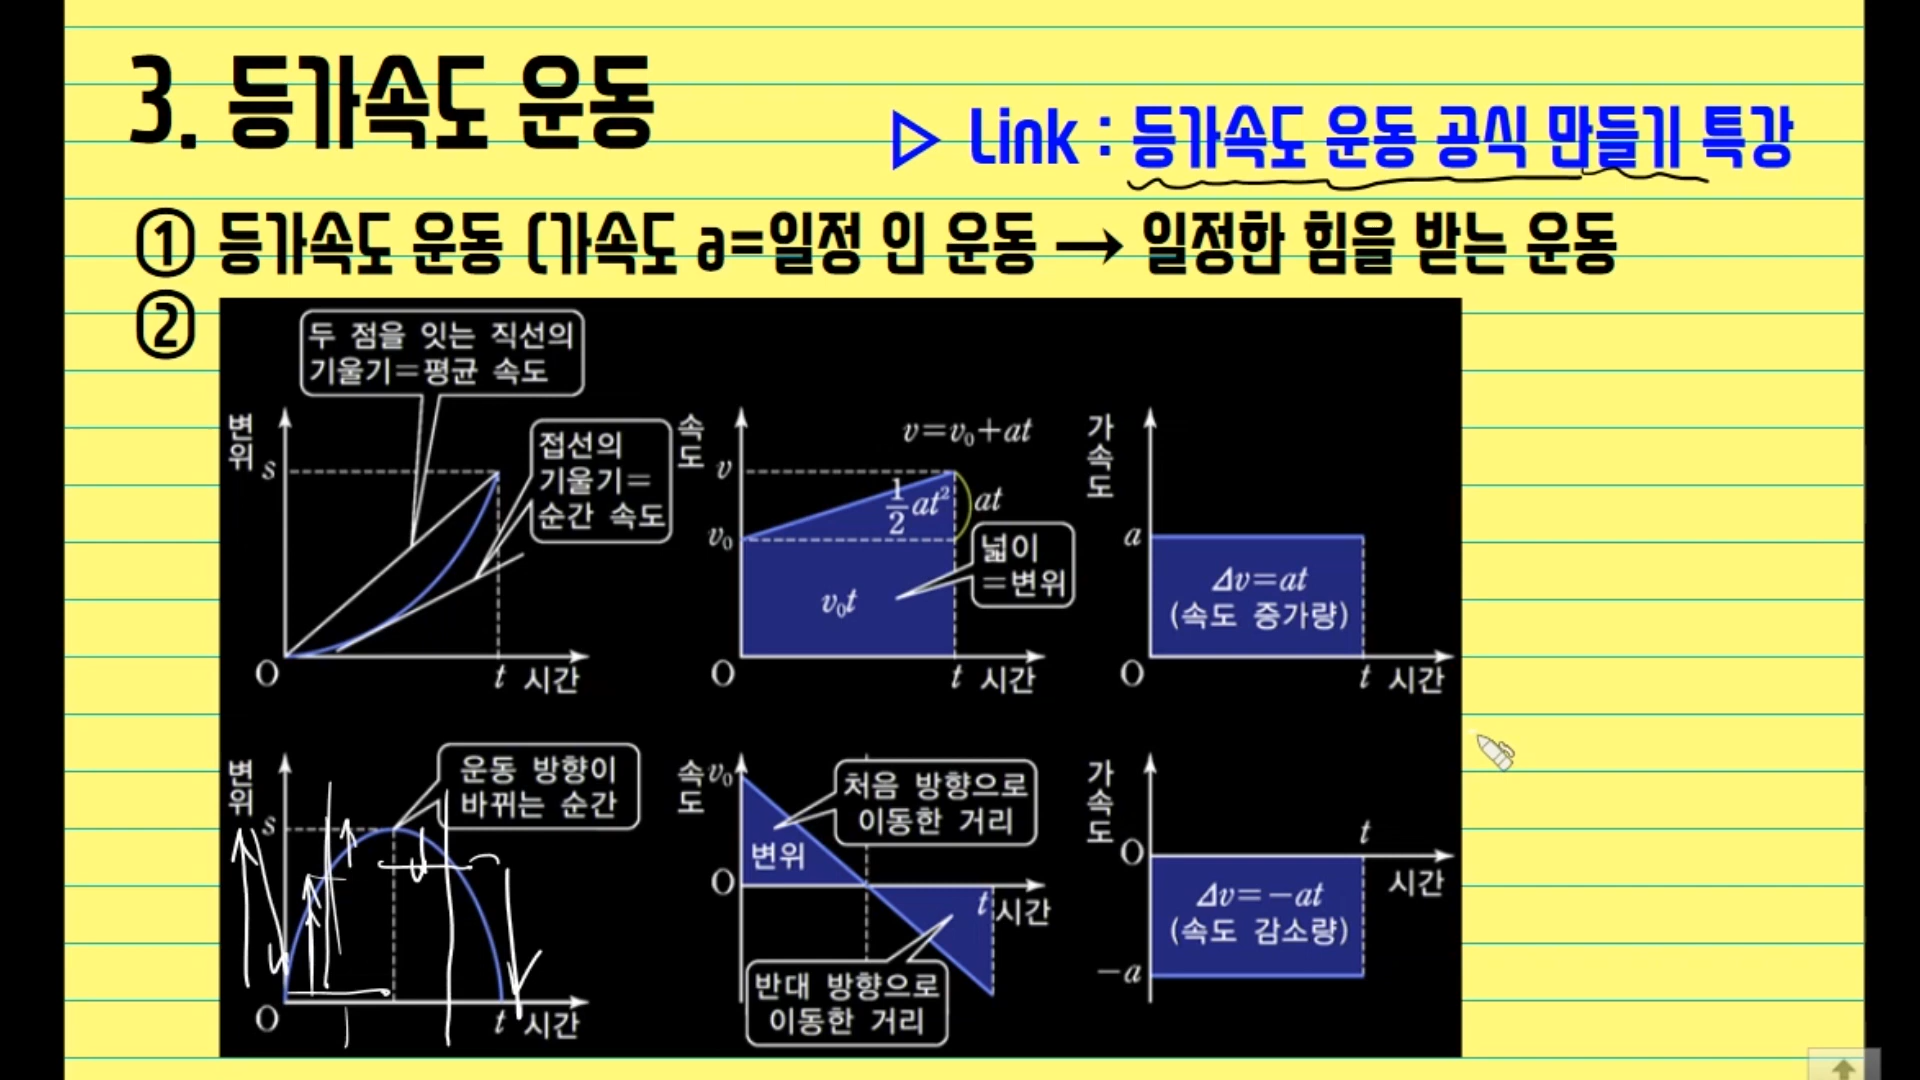 3. 등가속도 운동
▷ Link : 등가속도 운동 공식 만들기 특강
① 등가속도 운동 (가속도 a=일정 인 운동 → 일정한 힘을 받는 운동
②
두 점을 잇는 직선의
기울기=평균 속도
변위
s
접선의
기울기=
순간 속도
O
t 시간
속도
v=v₀+at
v
½at²
at
v₀
넓이
=변위
v₀t
O
t 시간
가속도
a
Δv=at
(속도 증가량)
O
t 시간
변위
s
운동 방향이
바뀌는 순간
O
t 시간
속도
v₀
처음 방향으로
이동한 거리
변위
O
t 시간
반대 방향으로
이동한 거리
가속도
t
O
시간
Δv=-at
(속도 감소량)
-a